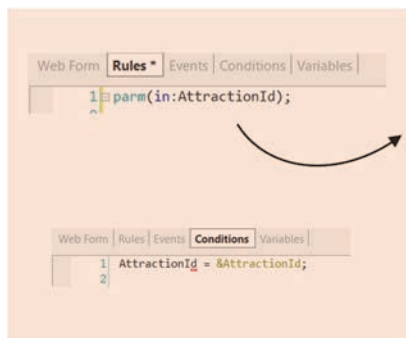 Web Form | Rules * | Events | Conditions | Variables |
1 parm(in:AttractionId);
Web Form | Rules | Events | Conditions | Variables |
1 AttractionId = &AttractionId;
2